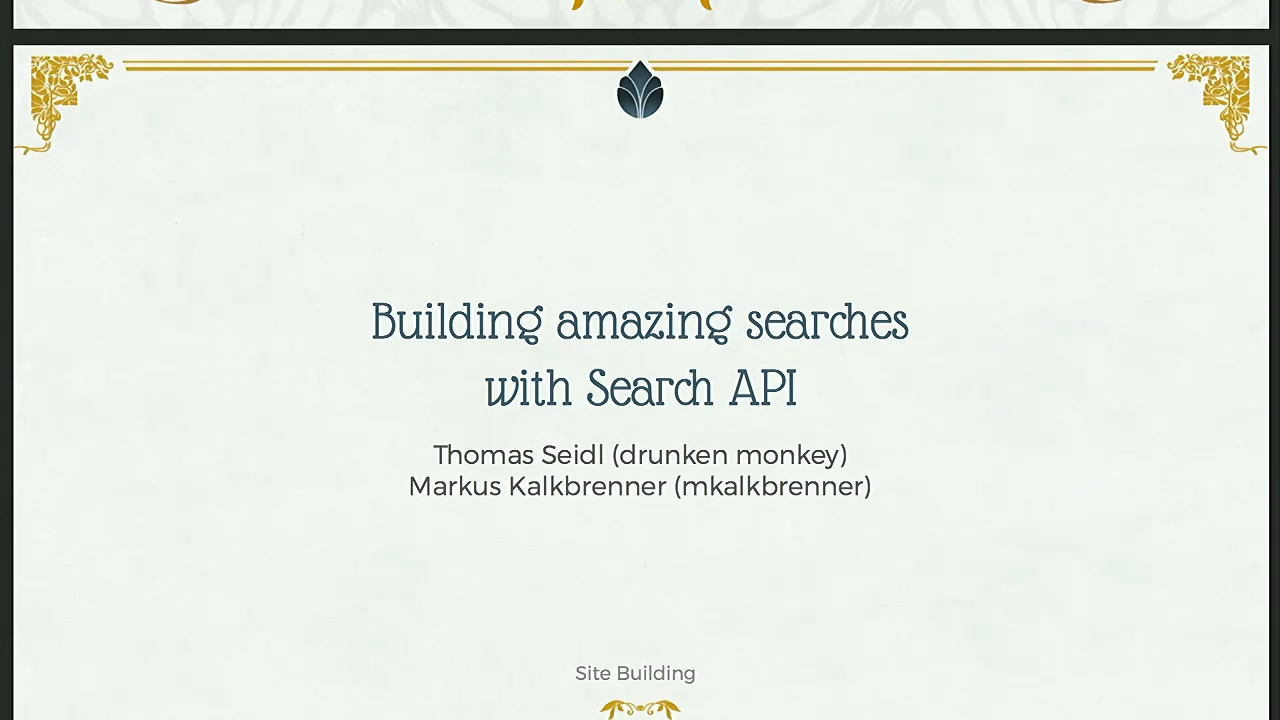 Building amazing searches
with Search API
Thomas Seidl (drunken monkey)
Markus Kalkbrenner (mkalkbrenner)
Site Building